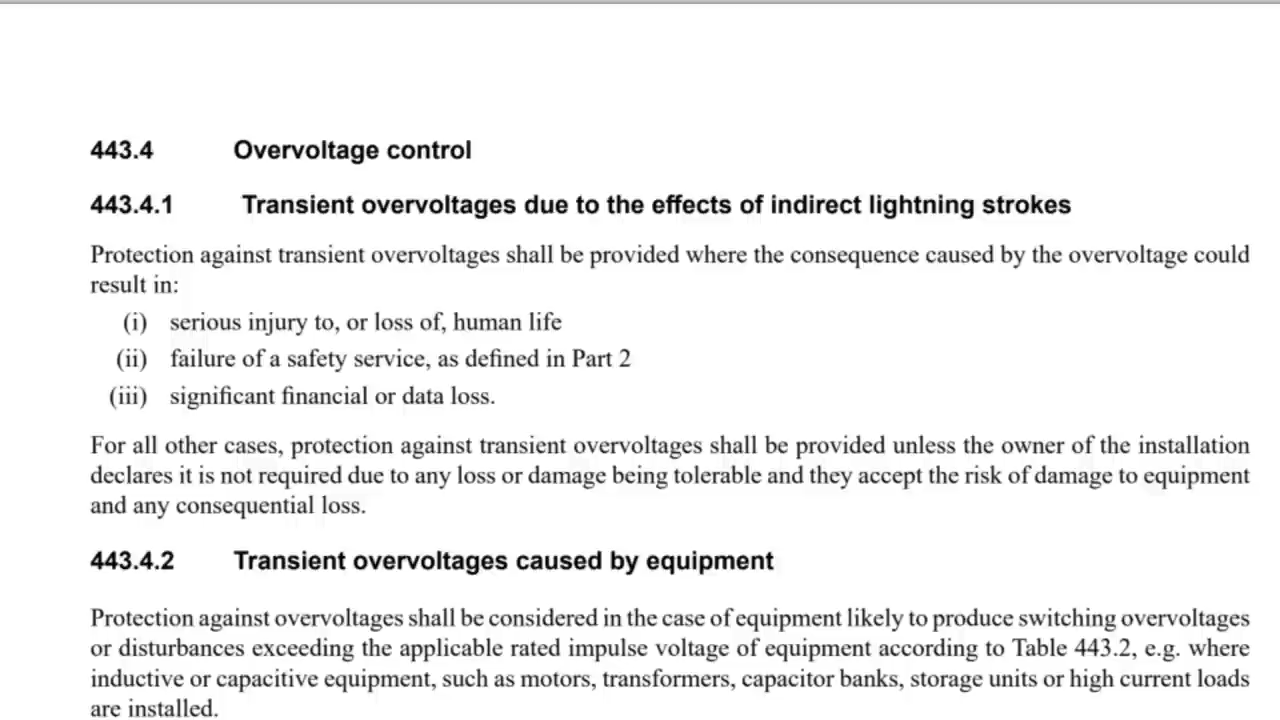 443.4 Overvoltage control
443.4.1 Transient overvoltages due to the effects of indirect lightning strokes
Protection against transient overvoltages shall be provided where the consequence caused by the overvoltage could
result in:
(i) serious injury to, or loss of, human life
(ii) failure of a safety service, as defined in Part 2
(iii) significant financial or data loss.
For all other cases, protection against transient overvoltages shall be provided unless the owner of the installation
declares it is not required due to any loss or damage being tolerable and they accept the risk of damage to equipment
and any consequential loss.
443.4.2 Transient overvoltages caused by equipment
Protection against overvoltages shall be considered in the case of equipment likely to produce switching overvoltages
or disturbances exceeding the applicable rated impulse voltage of equipment according to Table 443.2, e.g. where
inductive or capacitive equipment, such as motors, transformers, capacitor banks, storage units or high current loads
are installed.